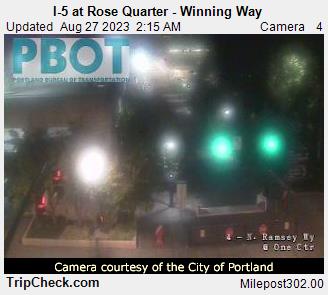 I-5 at Rose Quarter - Winning Way
Updated Aug 27 2023 2:15 AM Camera 4
PBOT
PORTLAND BUREAU OF TRANSPORTATION
4 - N. Ramsey Wy
@ One Ctr
Camera courtesy of the City of Portland
TripCheck.com Milepost302.00